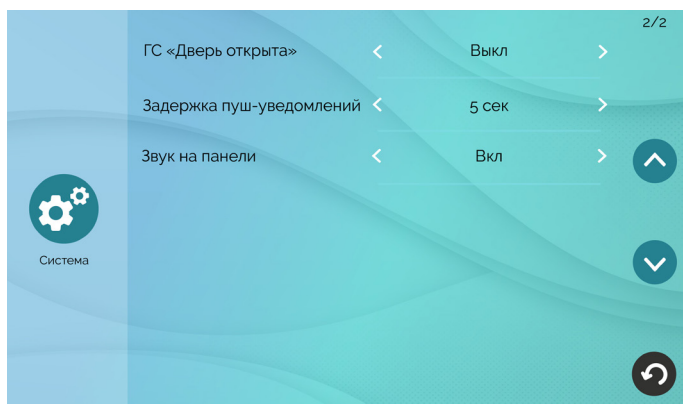 2/2
ГС «Дверь открыта» Выкл
Задержка пуш-уведомлений 5 сек
Звук на панели Вкл
Система